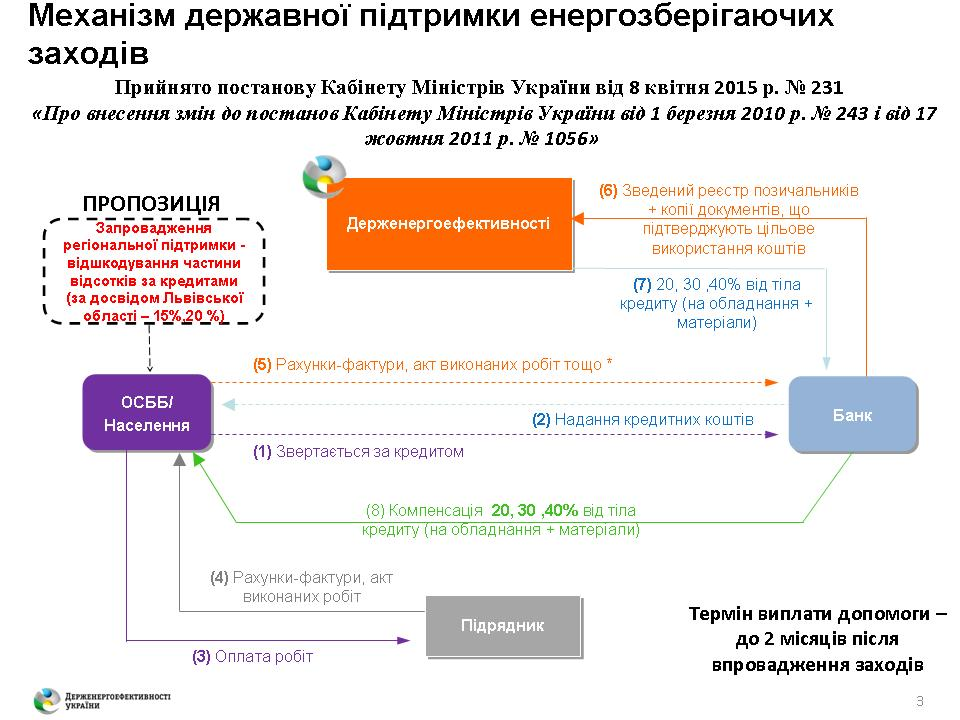 Механізм державної підтримки енергозберігаючих
заходів
Прийнято постанову Кабінету Міністрів України від 8 квітня 2015 р. № 231
«Про внесення змін до постанов Кабінету Міністрів України від 1 березня 2010 р. № 243 і від 17
жовтня 2011 р. № 1056»
ПРОПОЗИЦІЯ
Запровадження
регіональної підтримки -
відшкодування частини
відсотків за кредитами
(за досвідом Львівської
області – 15%,20 %)
Держенергоефективності
(6) Зведений реєстр позичальників
+ копії документів, що
підтверджують цільове
використання коштів
(7) 20, 30 ,40% від тіла
кредиту (на обладнання +
матеріали)
(5) Рахунки-фактури, акт виконаних робіт тощо *
ОСББ/
Населення
Банк
(2) Надання кредитних коштів
(1) Звертається за кредитом
(8) Компенсація 20, 30 ,40% від тіла
кредиту (на обладнання + матеріали)
(4) Рахунки-фактури, акт
виконаних робіт
Підрядник
(3) Оплата робіт
Термін виплати допомоги –
до 2 місяців після
впровадження заходів
Держенергоефективності
України
3